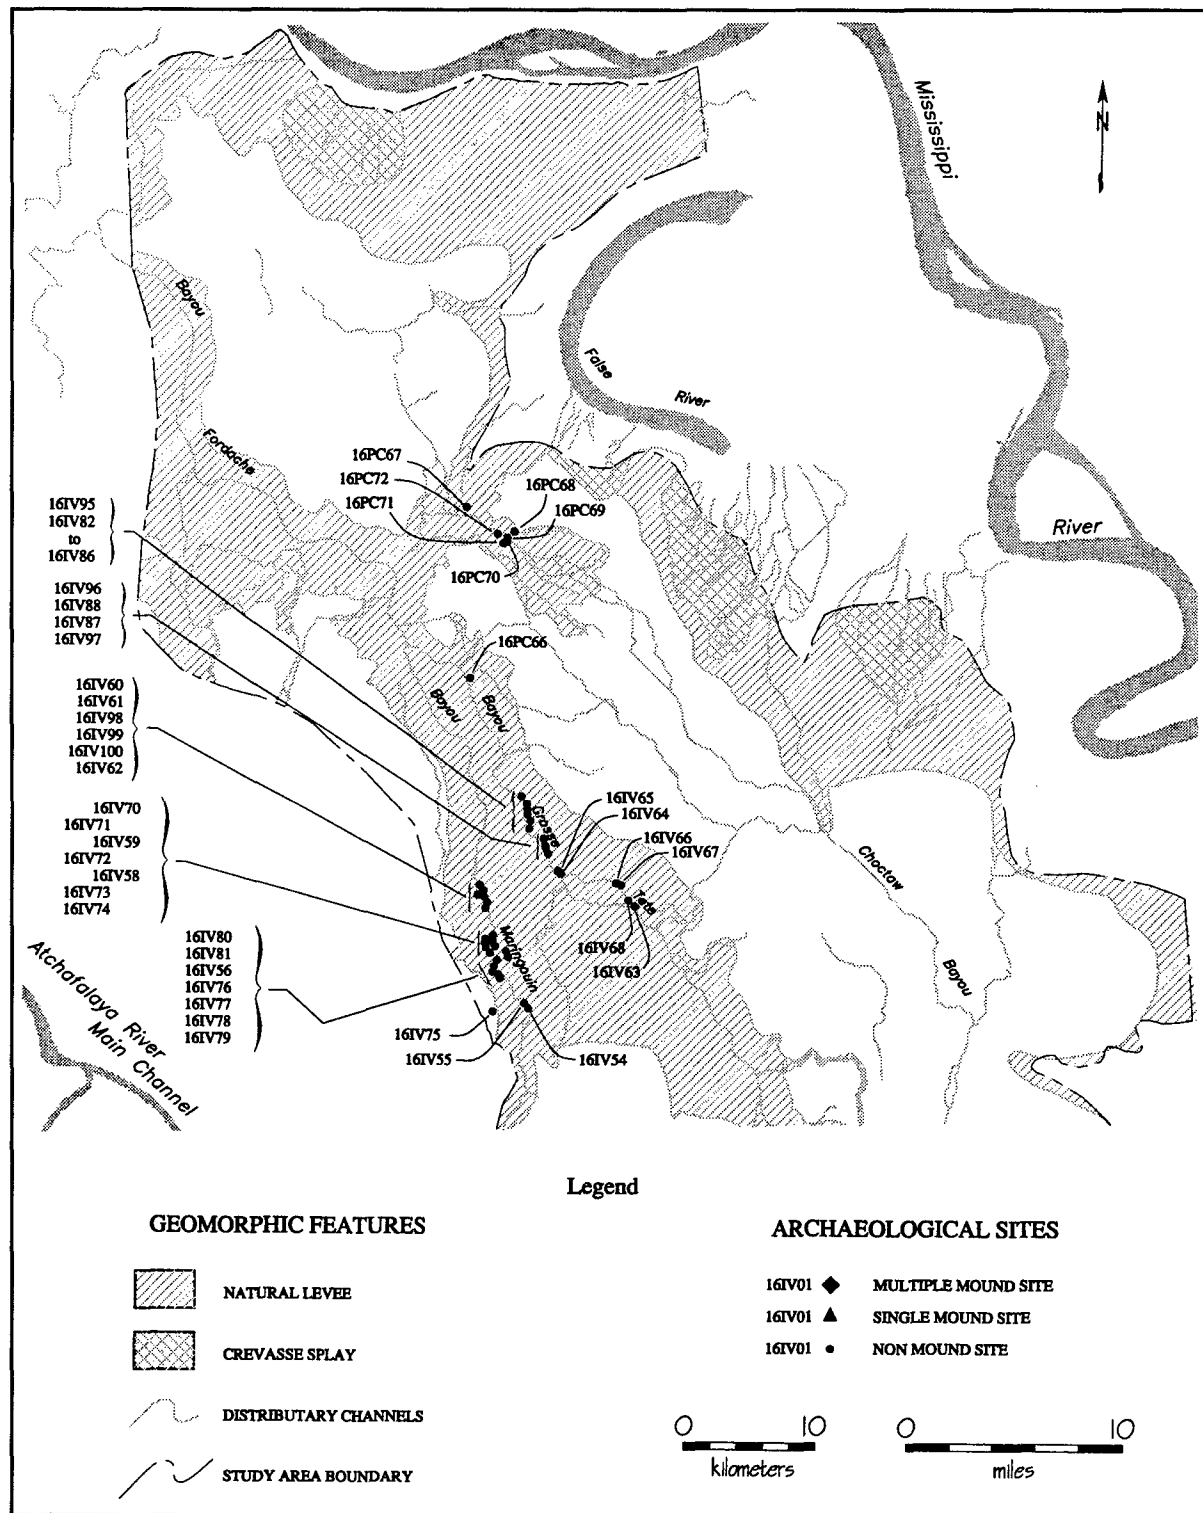 Mississippi
N
Bayou
False
River
Fordoche
16PC67
16PC72
16PC71
16PC68
16PC69
16PC70
River
16IV95
16IV82
to
16IV86
16IV96
16IV88
16IV87
16IV97
16PC66
Bayou
Bayou
16IV60
16IV61
16IV98
16IV99
16IV100
16IV62
Grosse
16IV65
16IV64
16IV66
16IV67
16IV70
16IV71
16IV59
16IV72
16IV58
16IV73
16IV74
Choctaw
Bayou
Tete
Maringouin
16IV68
16IV63
16IV80
16IV81
16IV56
16IV76
16IV77
16IV78
16IV79
Atchafalaya River
Main Channel
16IV75
16IV55
16IV54
Legend
GEOMORPHIC FEATURES
NATURAL LEVEE
CREVASSE SPLAY
DISTRIBUTARY CHANNELS
STUDY AREA BOUNDARY
ARCHAEOLOGICAL SITES
16IV01 MULTIPLE MOUND SITE
16IV01 SINGLE MOUND SITE
16IV01 NON MOUND SITE
0 10
kilometers
0 10
miles